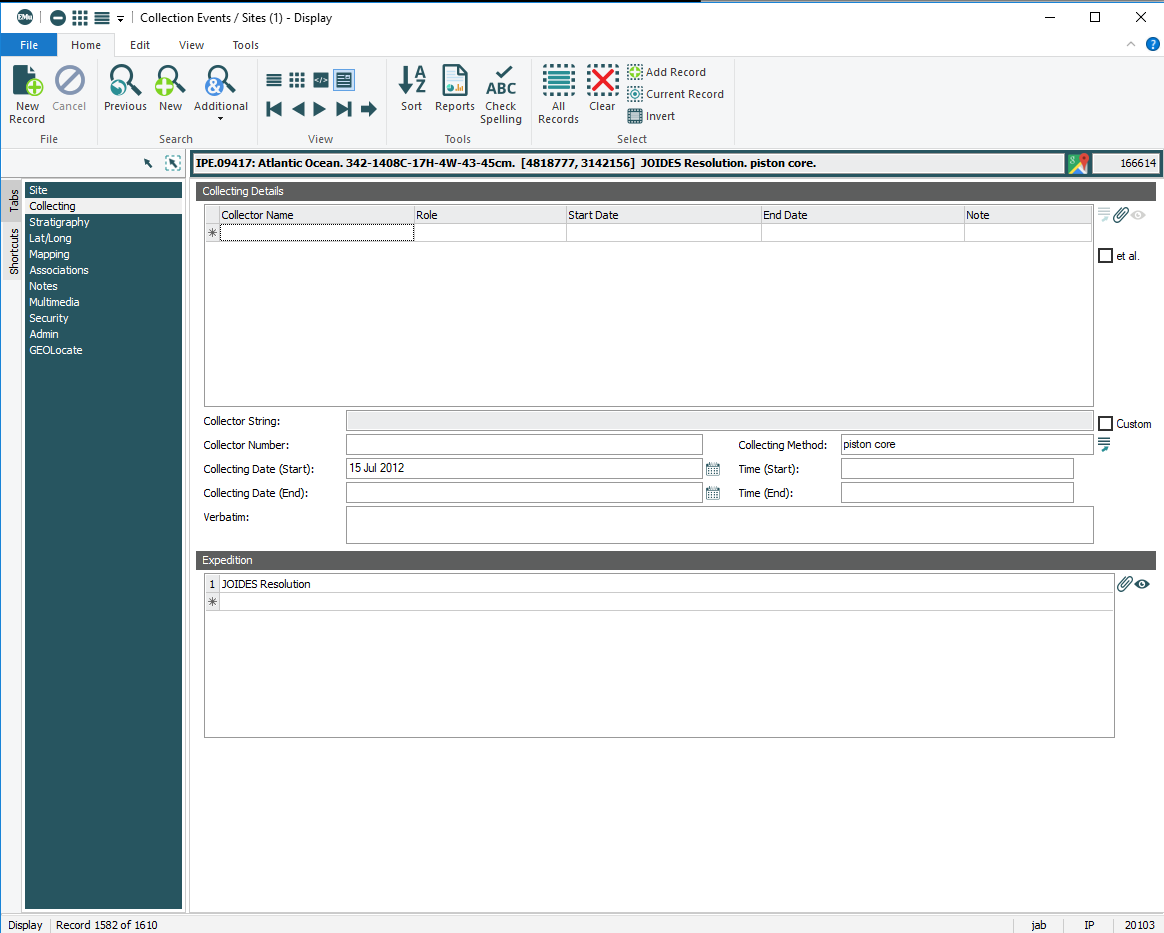 EMu Collection Events / Sites (1) - Display
File Home Edit View Tools
New Record Cancel Previous New Additional Sort Reports Check Spelling All Records Clear
Add Record
Current Record
Invert
A Z
ABC
File Search View Tools Select
IPE.09417: Atlantic Ocean. 342-1408C-17H-4W-43-45cm. [4818777, 3142156] JOIDES Resolution. piston core. 166614
Tabs
Shortcuts
Site
Collecting
Stratigraphy
Lat/Long
Mapping
Associations
Notes
Multimedia
Security
Admin
GEOLocate
Collecting Details
Collector Name Role Start Date End Date Note
et al.
Collector String: Custom
Collector Number: Collecting Method: piston core
Collecting Date (Start): 15 Jul 2012 Time (Start):
Collecting Date (End): Time (End):
Verbatim:
Expedition
1 JOIDES Resolution
Display Record 1582 of 1610 jab IP 20103